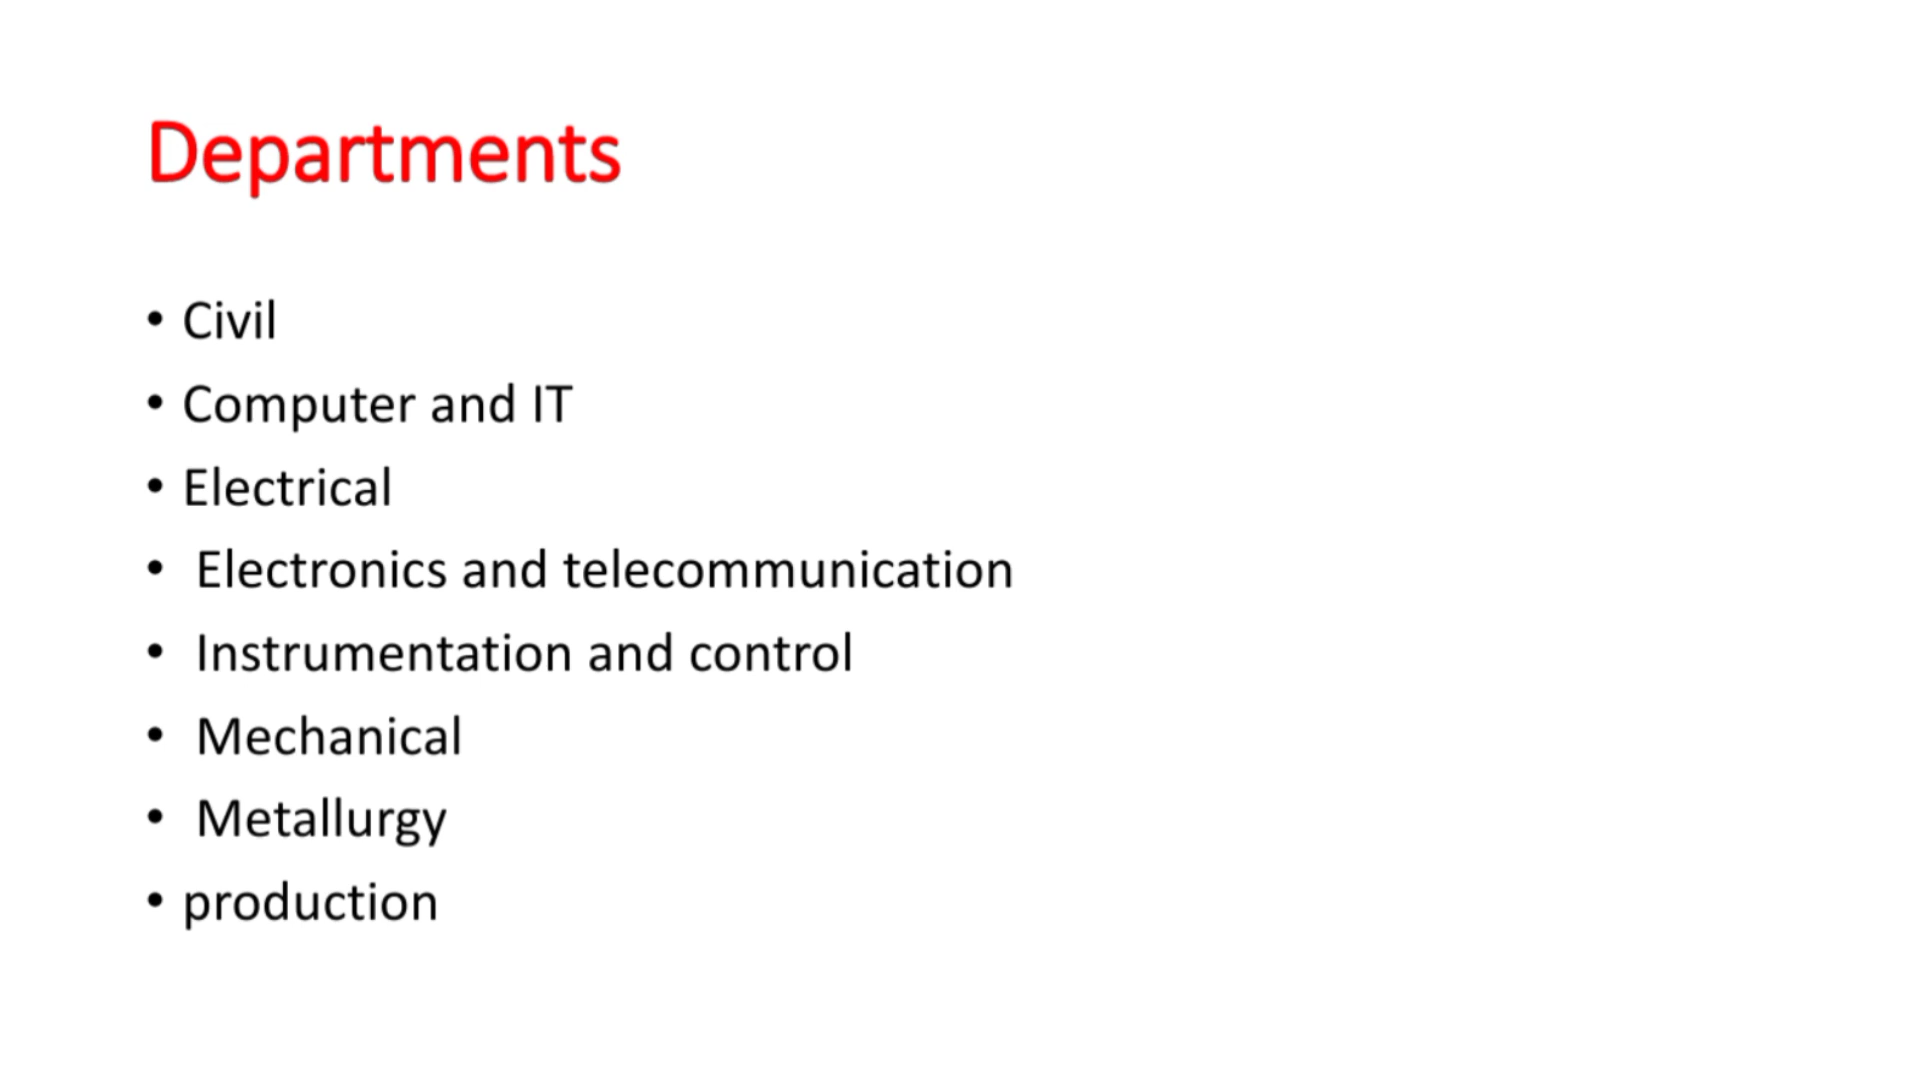 Departments
• Civil
• Computer and IT
• Electrical
• Electronics and telecommunication
• Instrumentation and control
• Mechanical
• Metallurgy
• production